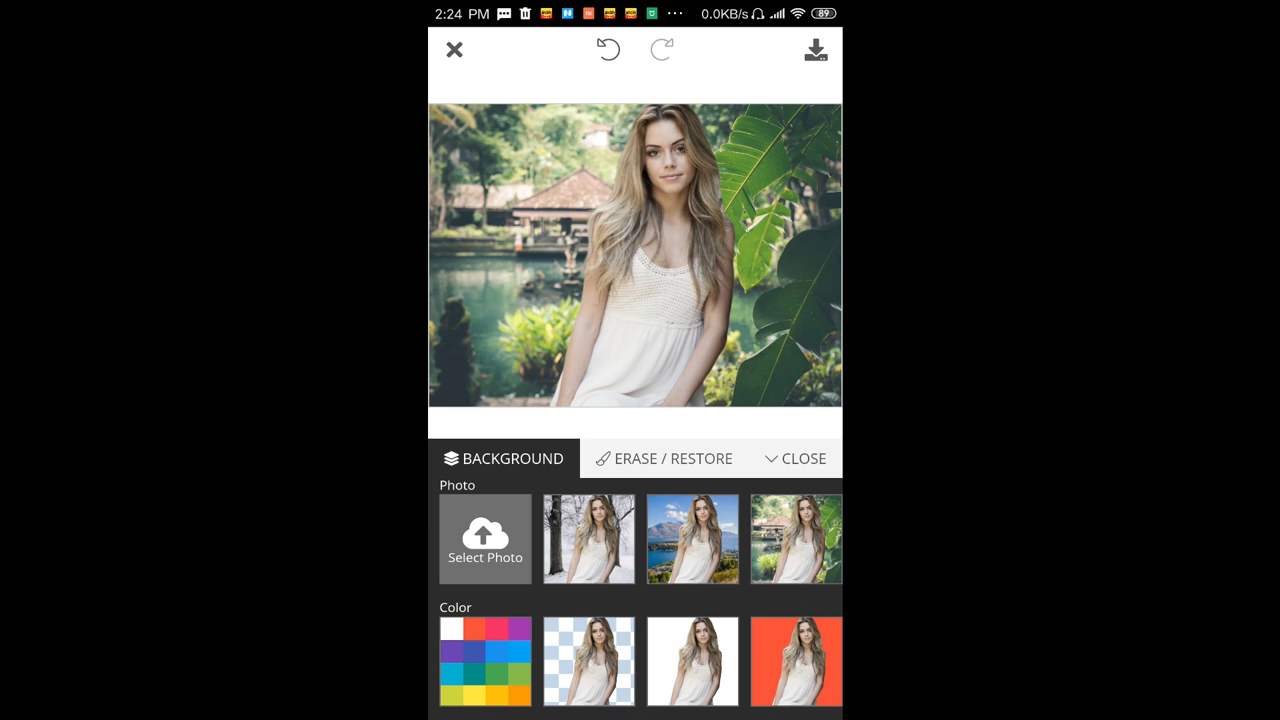 2:24 PM ... 0.0KB/s 89
BACKGROUND ERASE / RESTORE CLOSE
Photo
Select Photo
Color